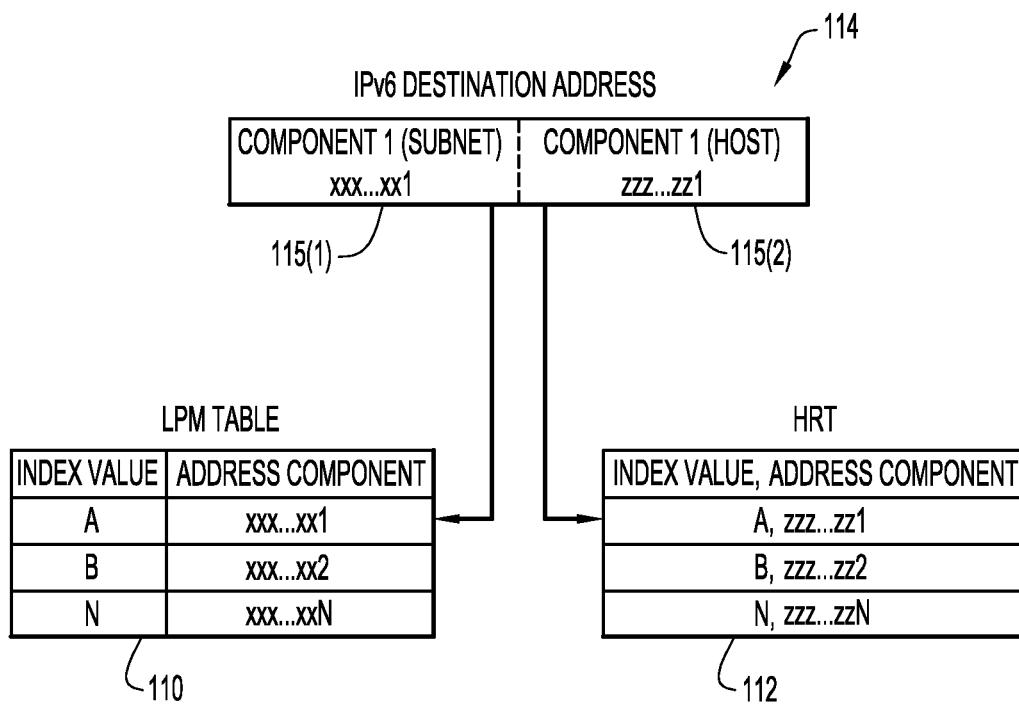 114
IPv6 DESTINATION ADDRESS
COMPONENT 1 (SUBNET) COMPONENT 1 (HOST)
xxx...xx1 zzz...zz1
115(1) 115(2)
LPM TABLE HRT
INDEX VALUE ADDRESS COMPONENT INDEX VALUE, ADDRESS COMPONENT
A xxx...xx1 A, zzz...zz1
B xxx...xx2 B, zzz...zz2
N xxx...xxN N, zzz...zzN
110 112